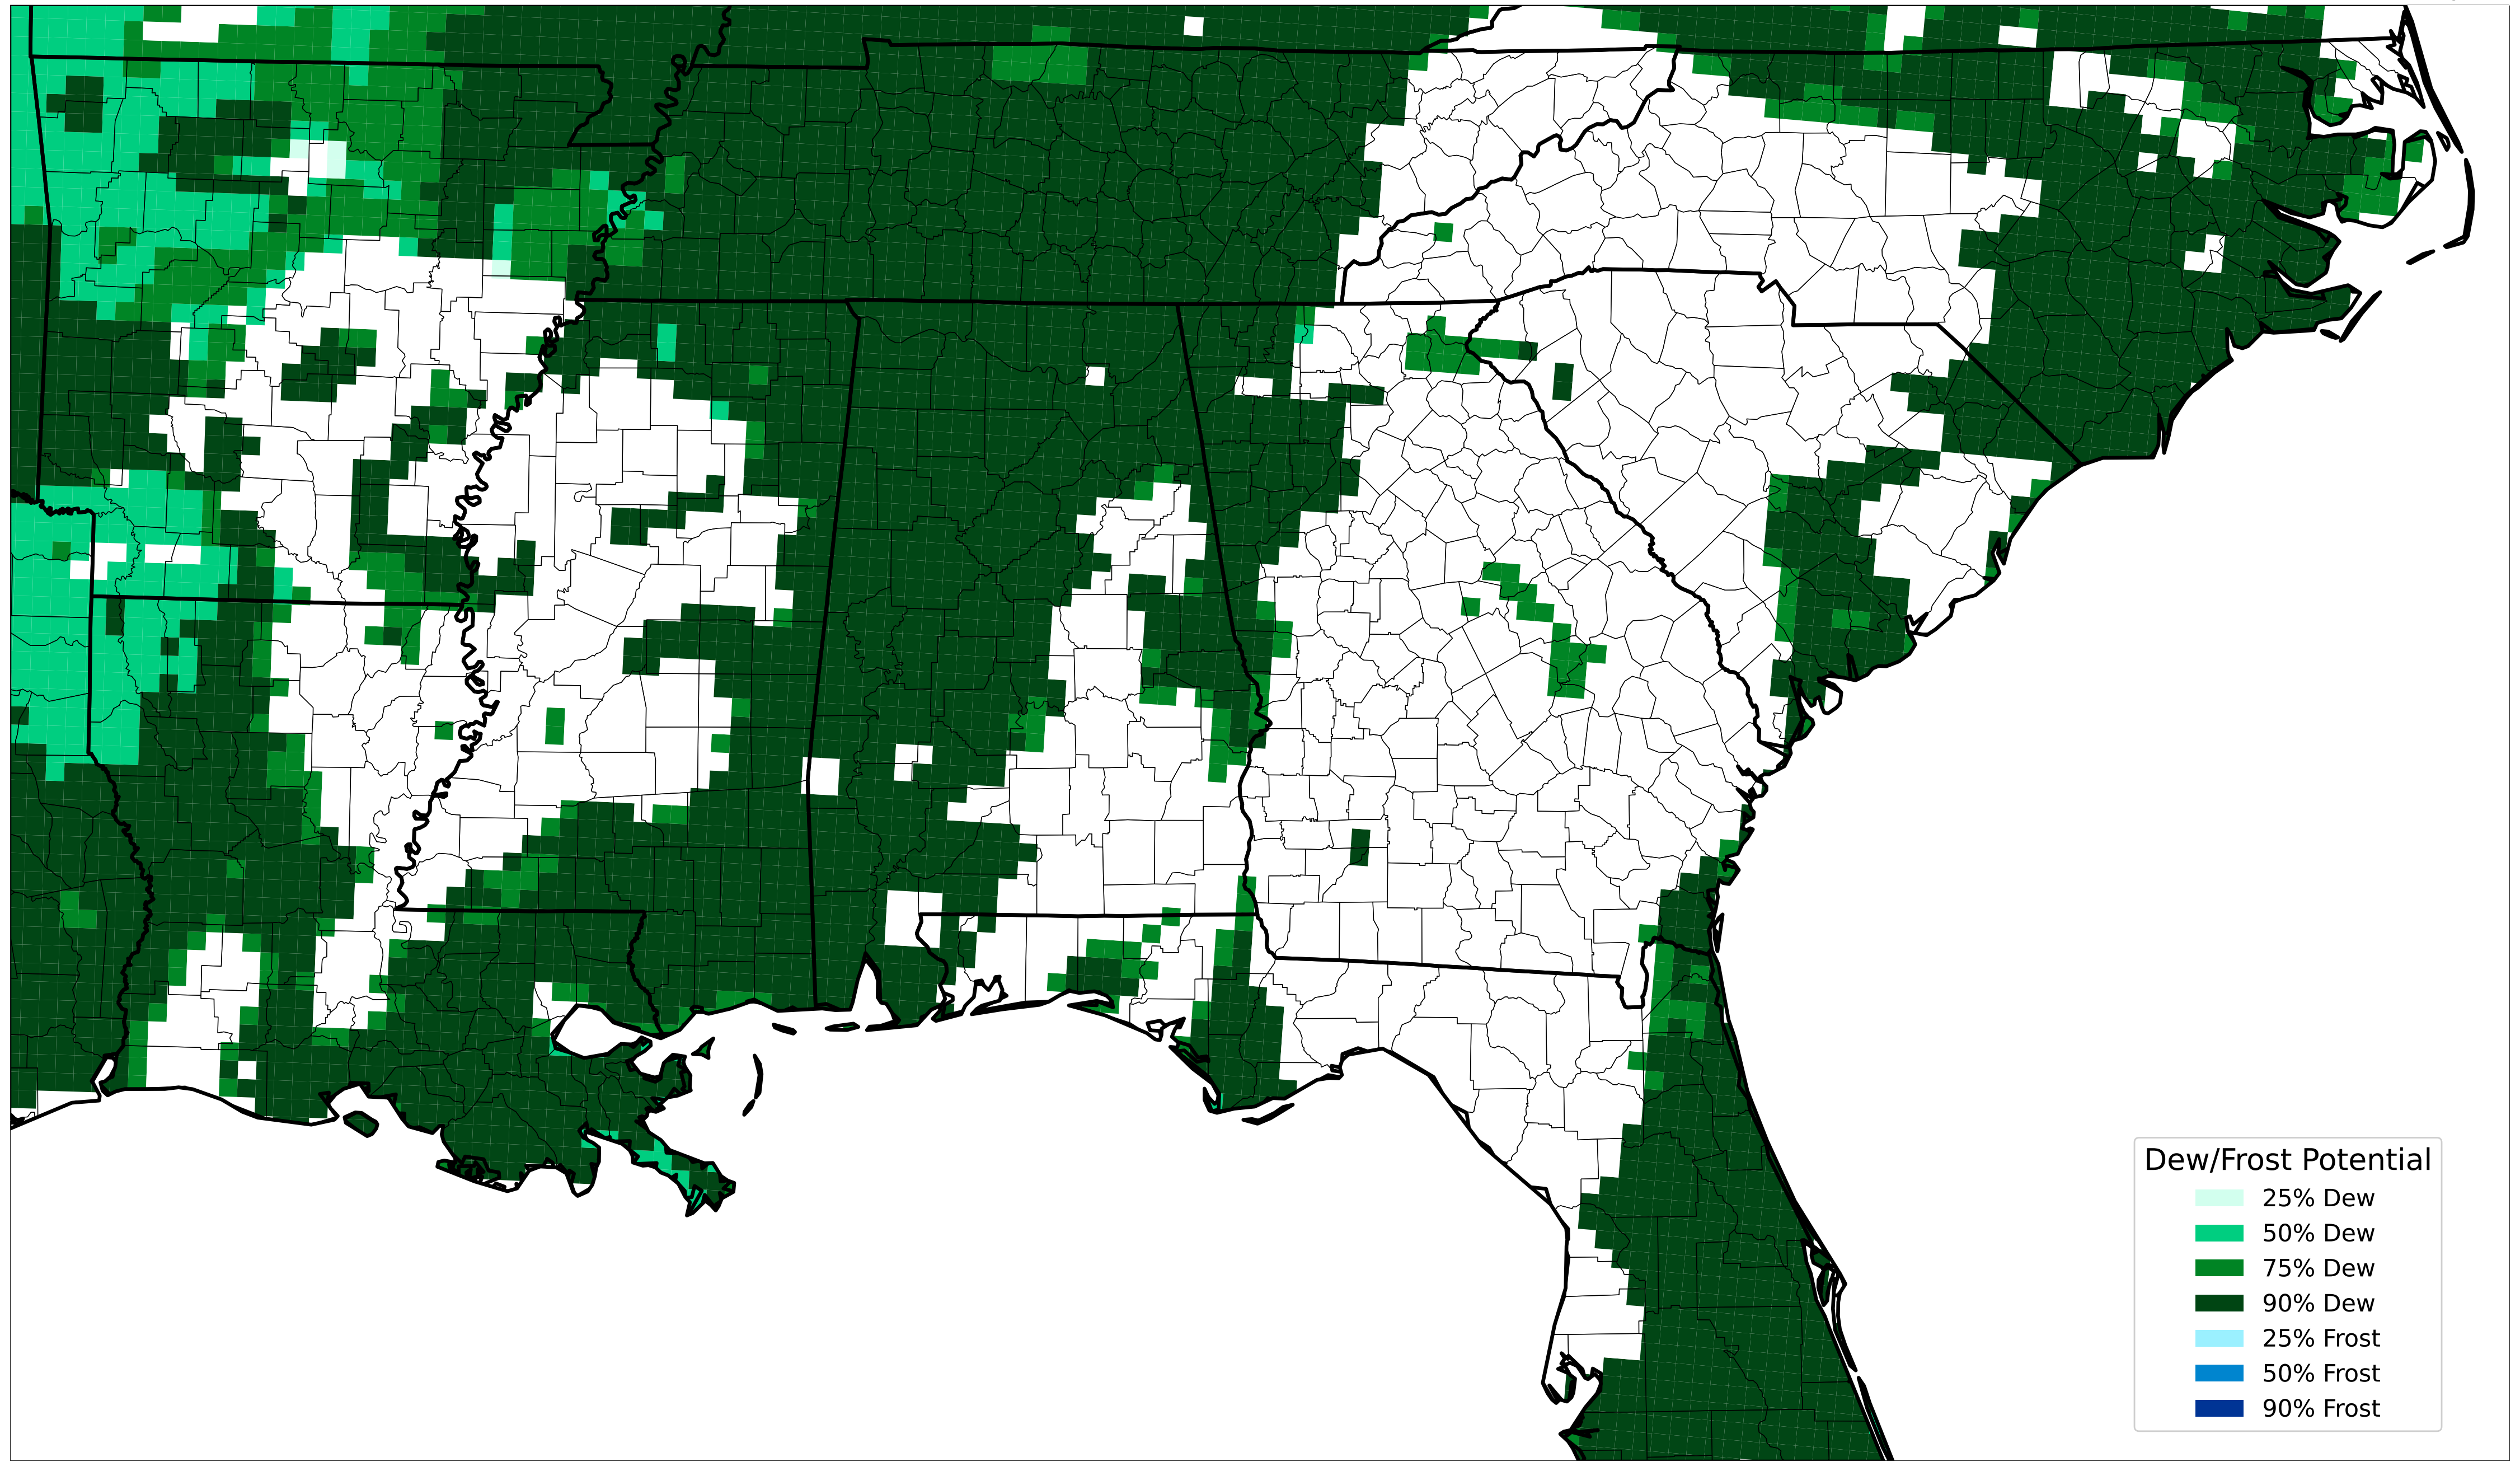 Dew/Frost Potential
25% Dew
50% Dew
75% Dew
90% Dew
25% Frost
50% Frost
90% Frost